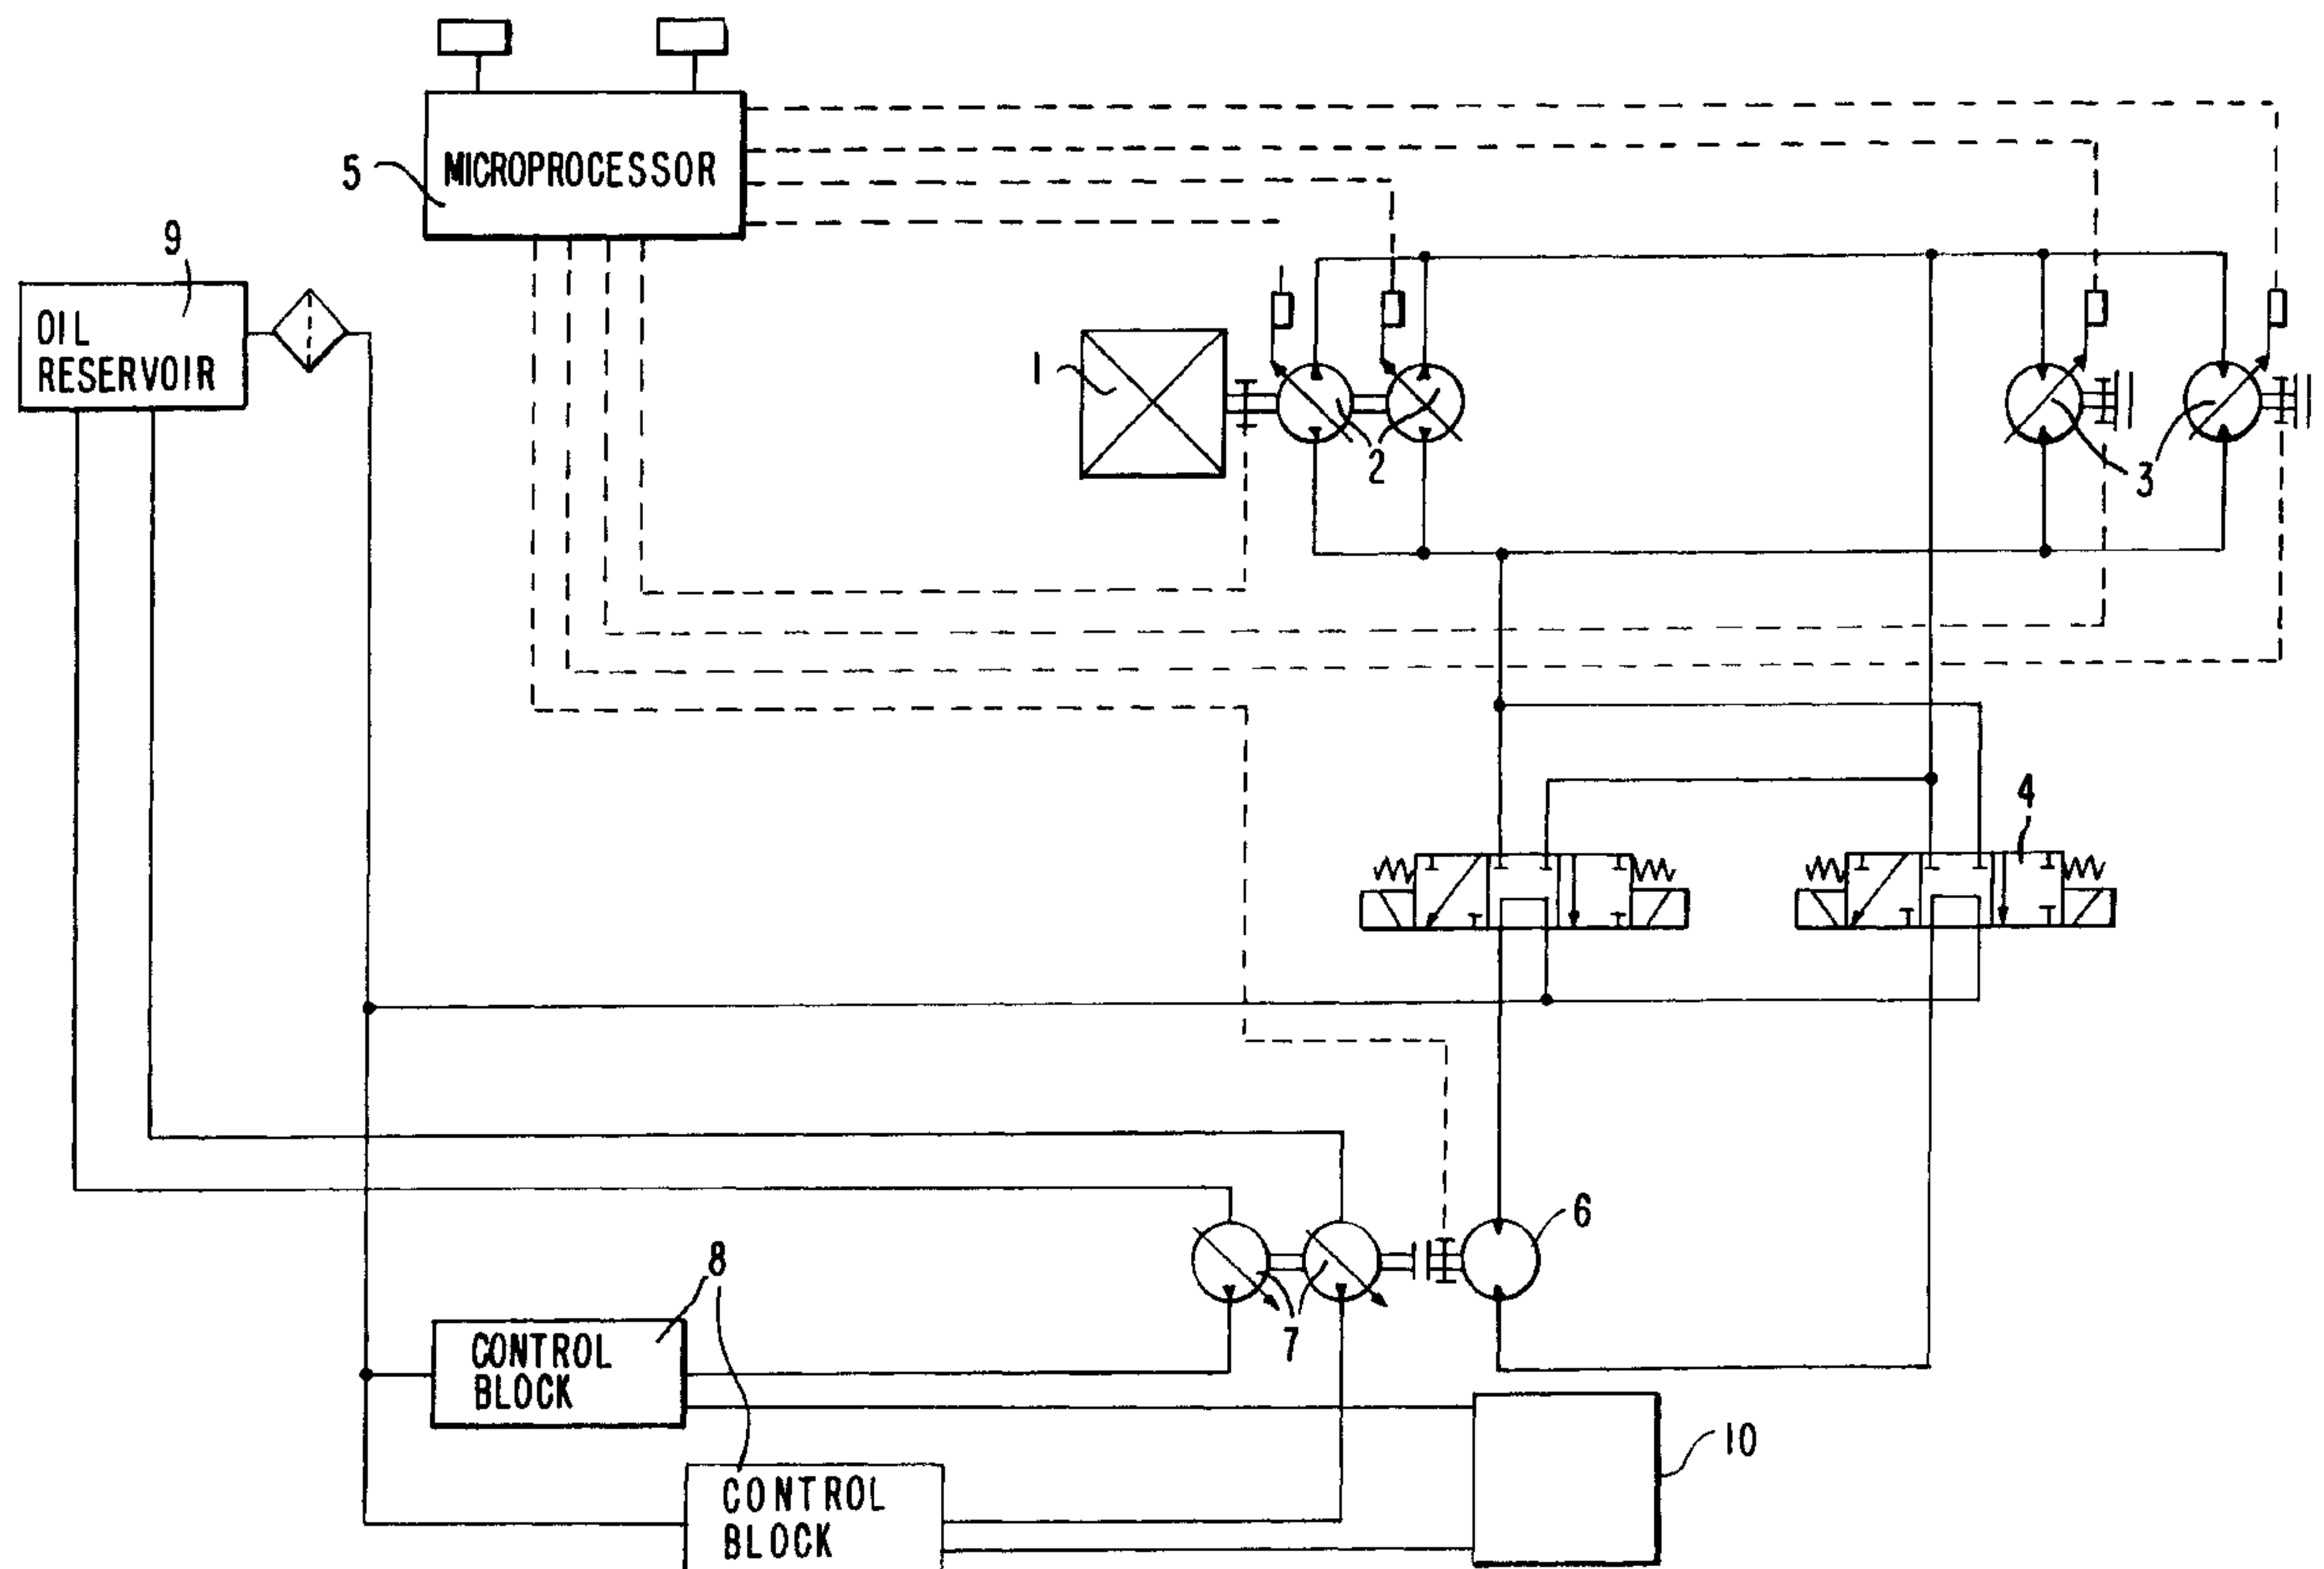 5
MICROPROCESSOR
9
OIL
RESERVOIR
1
2
3
4
6
7
8
CONTROL
BLOCK
CONTROL
BLOCK
10